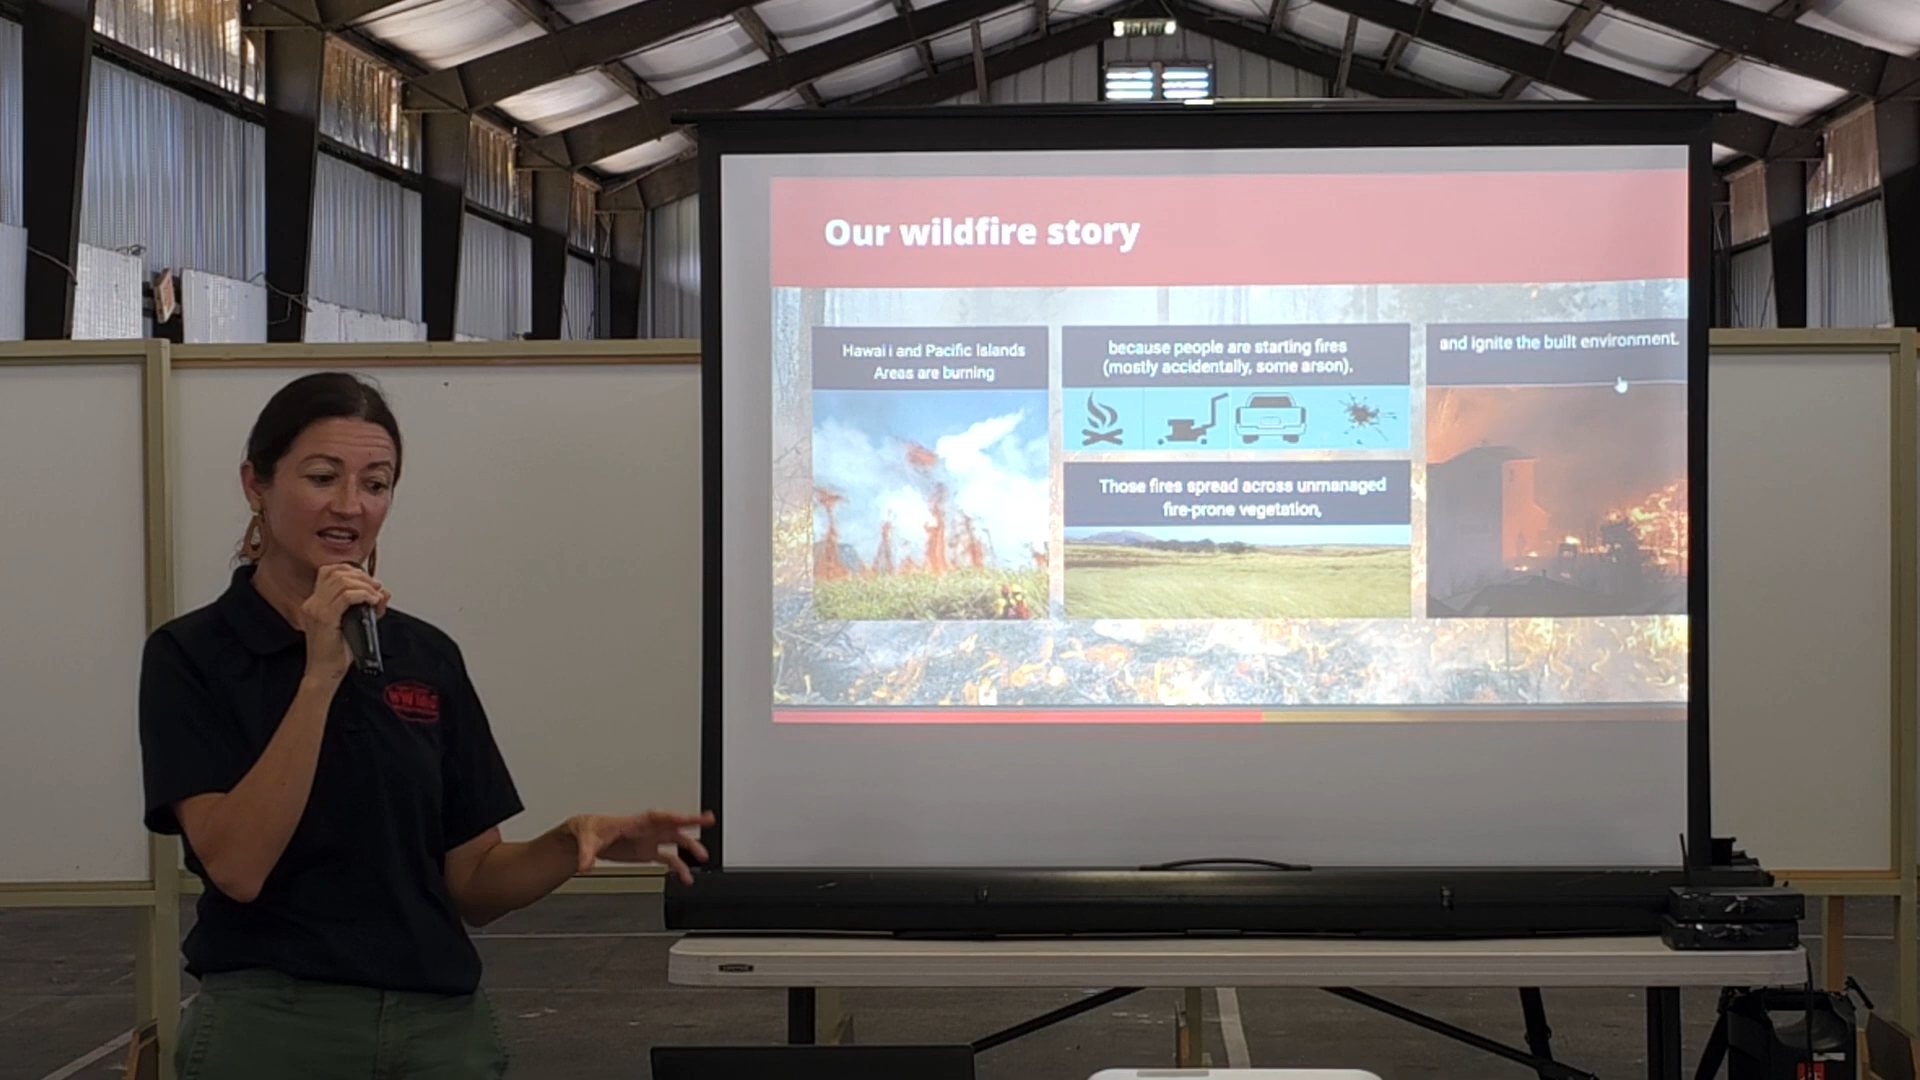 Our wildfire story
Hawai i and Pacific Islands
Areas are burning
because people are starting fires
(mostly accidentally, some arson).
Those fires spread across unmanaged
fire-prone vegetation,
and ignite the built environment.